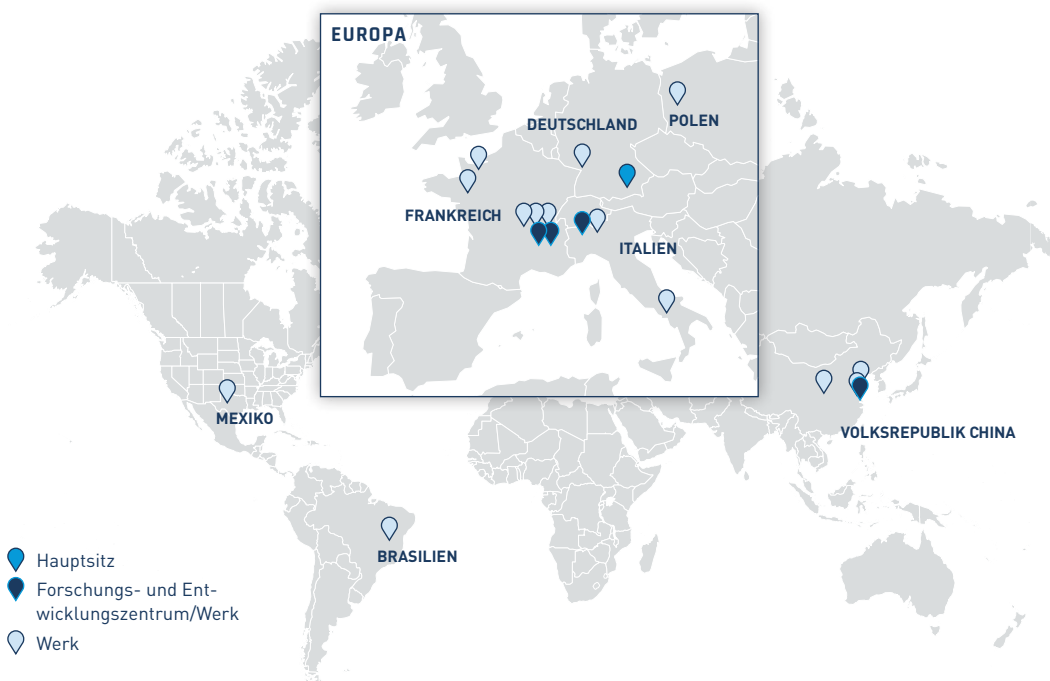 EUROPA
DEUTSCHLAND
POLEN
FRANKREICH
ITALIEN
MEXIKO
VOLKSREPUBLIK CHINA
BRASILIEN
Hauptsitz
Forschungs- und Ent-
wicklungszentrum/Werk
Werk